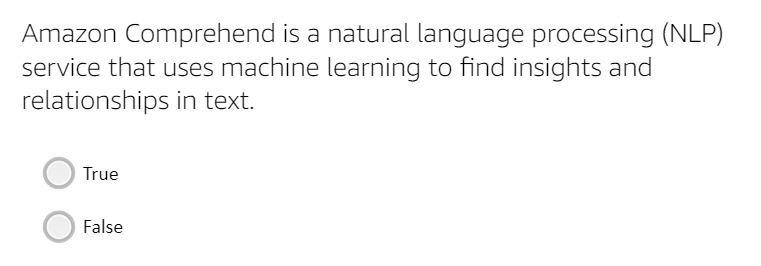 Amazon Comprehend is a natural language processing (NLP)
service that uses machine learning to find insights and
relationships in text.
True
False